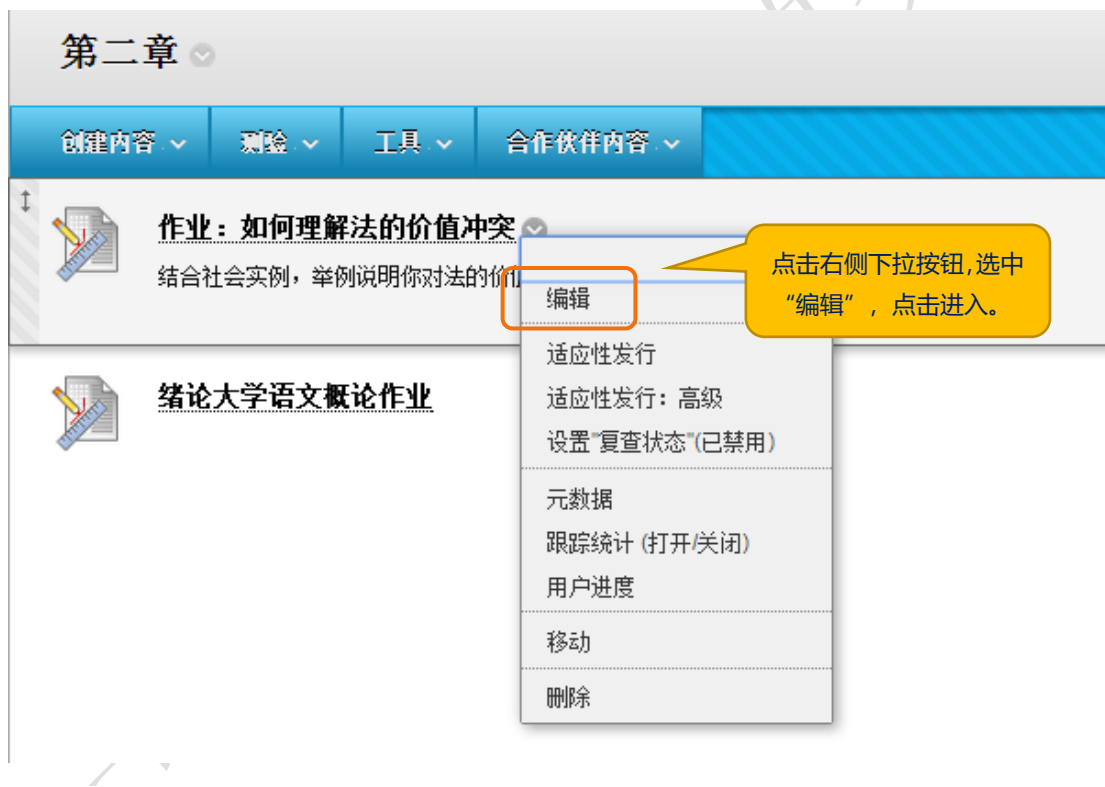 第二章
创建内容 测验 工具 合作伙伴内容
作业：如何理解法的价值冲突
结合社会实例，举例说明你对法的价
点击右侧下拉按钮,选中
“编辑”，点击进入。
编辑
适应性发行
适应性发行：高级
设置"复查状态"(已禁用)
元数据
跟踪统计 (打开/关闭)
用户进度
移动
删除
绪论大学语文概论作业